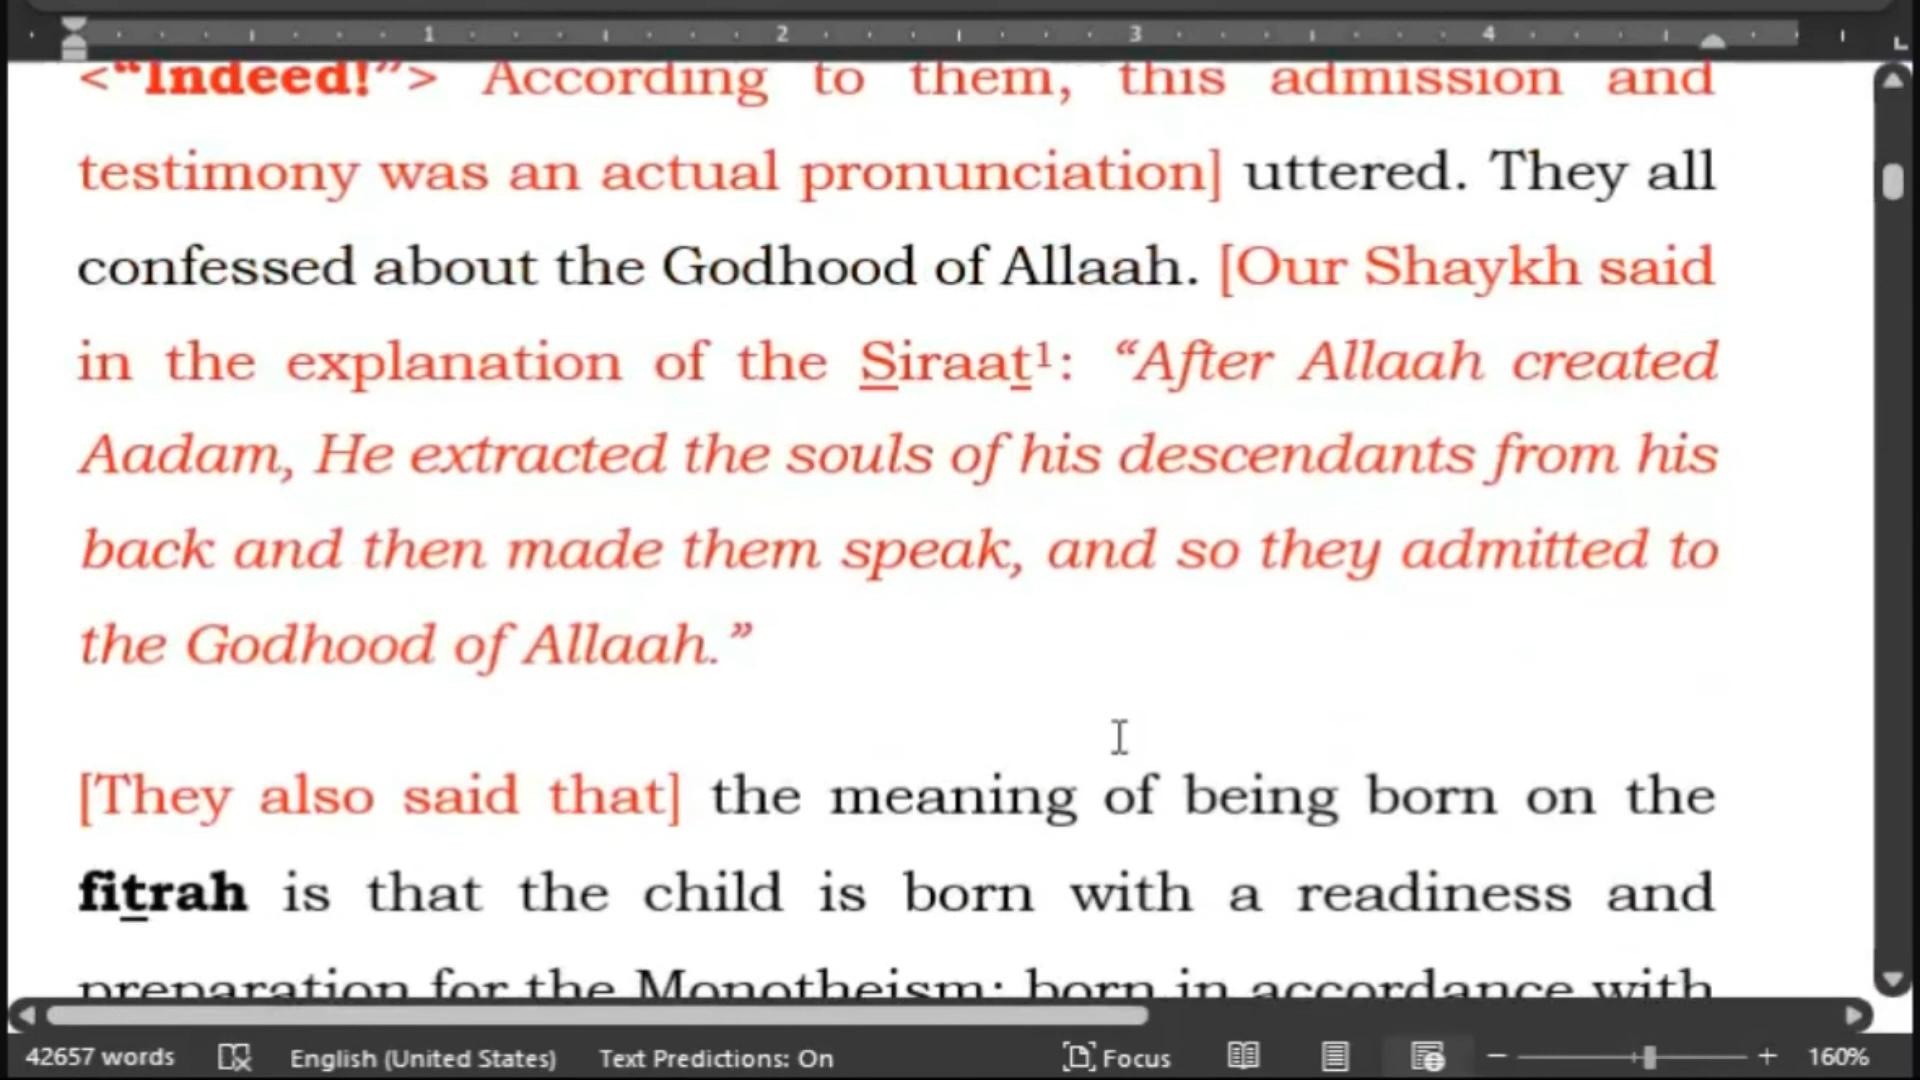 1 2 3 4
<“Indeed!”> According to them, this admission and
testimony was an actual pronunciation] uttered. They all
confessed about the Godhood of Allaah. [Our Shaykh said
in the explanation of the Siraat¹: “After Allaah created
Aadam, He extracted the souls of his descendants from his
back and then made them speak, and so they admitted to
the Godhood of Allaah.”
[They also said that] the meaning of being born on the
fitrah is that the child is born with a readiness and
preparation for the Monotheism; born in accordance with
42657 words English (United States) Text Predictions: On Focus 160%